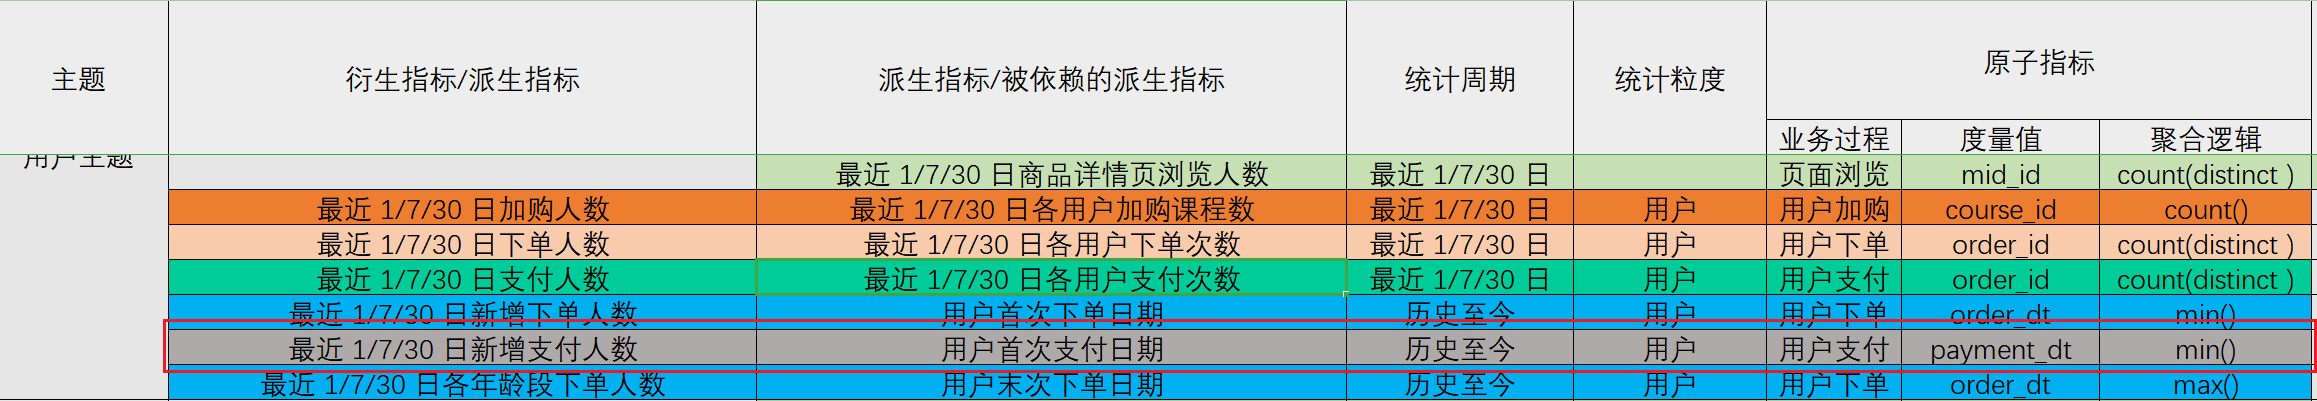 主题 衍生指标/派生指标 派生指标/被依赖的派生指标 统计周期 统计粒度 原子指标
业务过程 度量值 聚合逻辑
用户主题
最近 1/7/30 日商品详情页浏览人数 最近 1/7/30 日 页面浏览 mid_id count(distinct )
最近 1/7/30 日加购人数 最近 1/7/30 日各用户加购课程数 最近 1/7/30 日 用户 用户加购 course_id count()
最近 1/7/30 日下单人数 最近 1/7/30 日各用户下单次数 最近 1/7/30 日 用户 用户下单 order_id count(distinct )
最近 1/7/30 日支付人数 最近 1/7/30 日各用户支付次数 最近 1/7/30 日 用户 用户支付 order_id count(distinct )
最近 1/7/30 日新增下单人数 用户首次下单日期 历史至今 用户 用户下单 order_dt min()
最近 1/7/30 日新增支付人数 用户首次支付日期 历史至今 用户 用户支付 payment_dt min()
最近 1/7/30 日各年龄段下单人数 用户末次下单日期 历史至今 用户 用户下单 order_dt max()